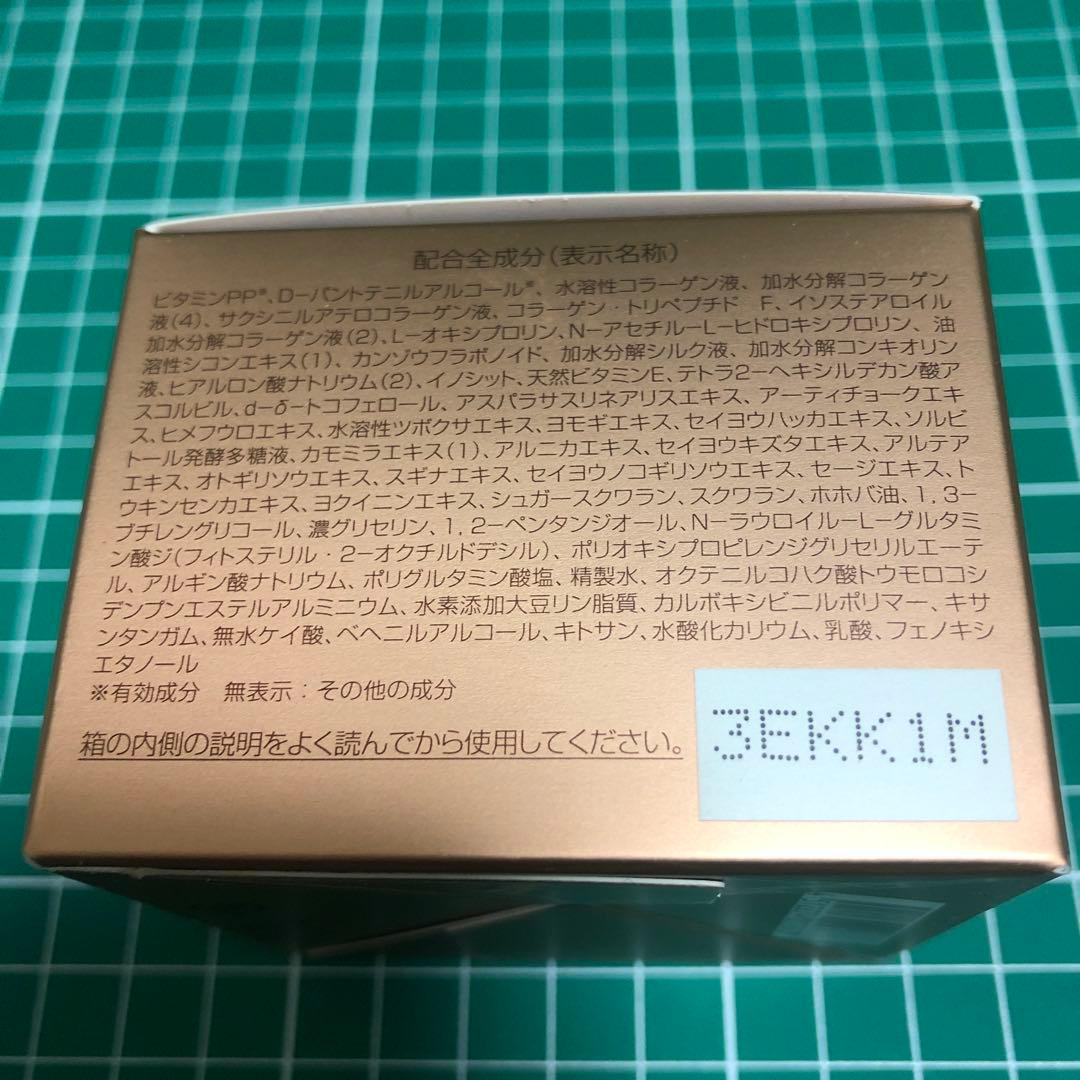 配合全成分(表示名称)
ビタミンPP※、D-パントテニルアルコール※、水溶性コラーゲン液、加水分解コラーゲン
液(4)、サクシニルアテロコラーゲン液、コラーゲン・トリペプチド F、イソステアロイル
加水分解コラーゲン液(2)、L-オキシプロリン、N-アセチル-L-ヒドロキシプロリン、油
溶性シコンエキス(1)、カンゾウフラボノイド、加水分解シルク液、加水分解コンキオリン
液、ヒアルロン酸ナトリウム(2)、イノシット、天然ビタミンE、テトラ2-ヘキシルデカン酸ア
スコルビル、d-δ-トコフェロール、アスパラサスリネアリスエキス、アーティチョークエキ
ス、ヒメフウロエキス、水溶性ツボクサエキス、ヨモギエキス、セイヨウハッカエキス、ソルビ
トール発酵多糖液、カモミラエキス(1)、アルニカエキス、セイヨウキズタエキス、アルテア
エキス、オトギリソウエキス、スギナエキス、セイヨウノコギリソウエキス、セージエキス、ト
ウキンセンカエキス、ヨクイニンエキス、シュガースクワラン、スクワラン、ホホバ油、1,3-
ブチレングリコール、濃グリセリン、1,2-ペンタンジオール、N-ラウロイル-L-グルタミ
ン酸ジ(フィトステリル・2-オクチルドデシル)、ポリオキシプロピレンジグリセリルエーテ
ル、アルギン酸ナトリウム、ポリグルタミン酸塩、精製水、オクテニルコハク酸トウモロコシ
デンプンエステルアルミニウム、水素添加大豆リン脂質、カルボキシビニルポリマー、キサ
ンタンガム、無水ケイ酸、ベヘニルアルコール、キトサン、水酸化カリウム、乳酸、フェノキシ
エタノール
※有効成分 無表示:その他の成分
箱の内側の説明をよく読んでから使用してください。
3EKK1M